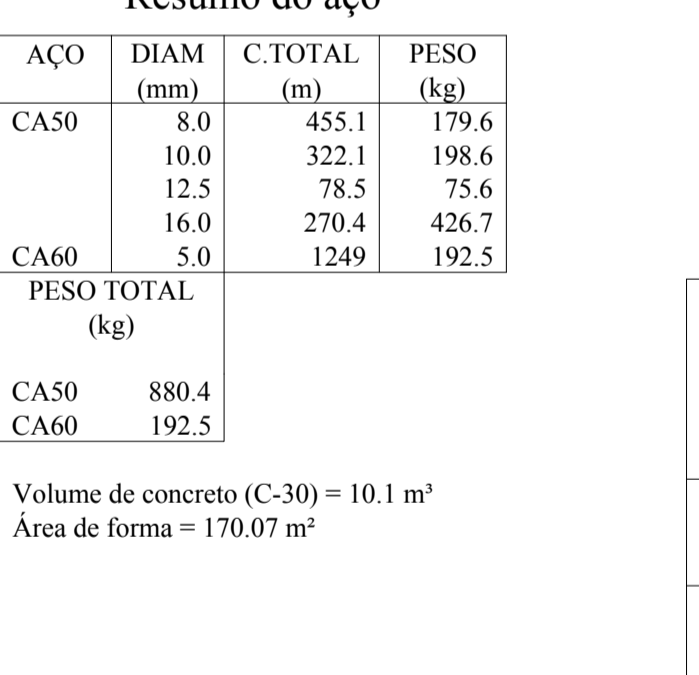 Resumo do aço
AÇO DIAM C.TOTAL PESO
(mm) (m) (kg)
CA50 8.0 455.1 179.6
10.0 322.1 198.6
12.5 78.5 75.6
16.0 270.4 426.7
CA60 5.0 1249 192.5
PESO TOTAL
(kg)
CA50 880.4
CA60 192.5
Volume de concreto (C-30) = 10.1 m³
Área de forma = 170.07 m²